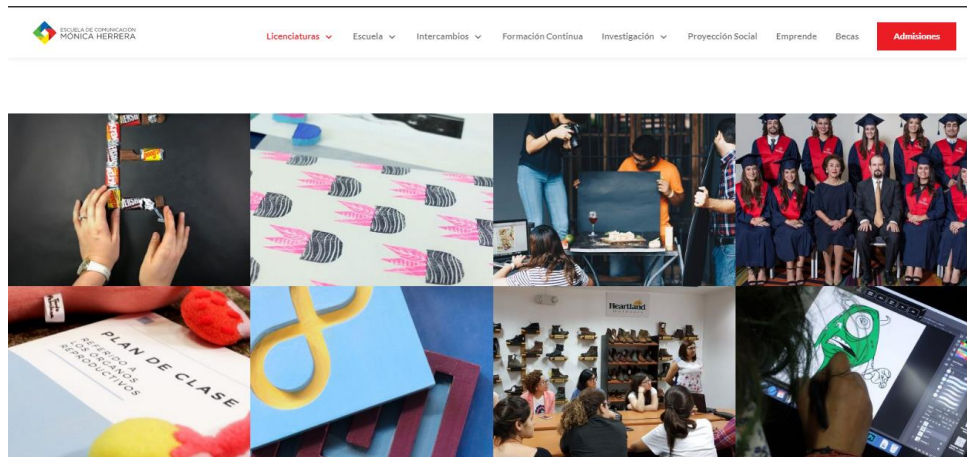 ESCUELA DE COMUNICACIÓN
MÓNICA HERRERA
Licenciaturas
Escuela
Intercambios
Formación Continua
Investigación
Proyección Social
Emprende
Becas
Admisiones
HERSHEY
PLAN DE CLASE
REFERIDO A
LOS ÓRGANOS
REPRODUCTIVOS
Heartland